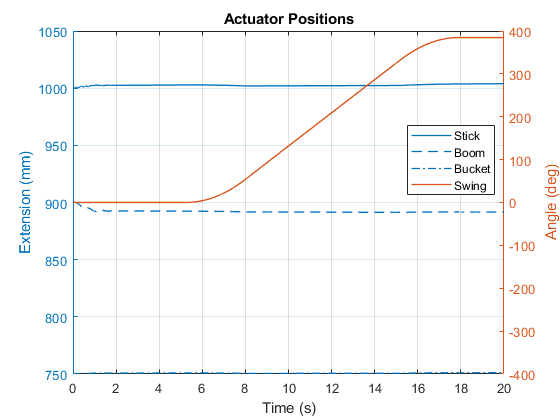 Actuator Positions
1050
1000
950
900
850
800
750
Extension (mm)
400
300
200
100
0
-100
-200
-300
-400
Angle (deg)
Stick
Boom
Bucket
Swing
0 2 4 6 8 10 12 14 16 18 20
Time (s)